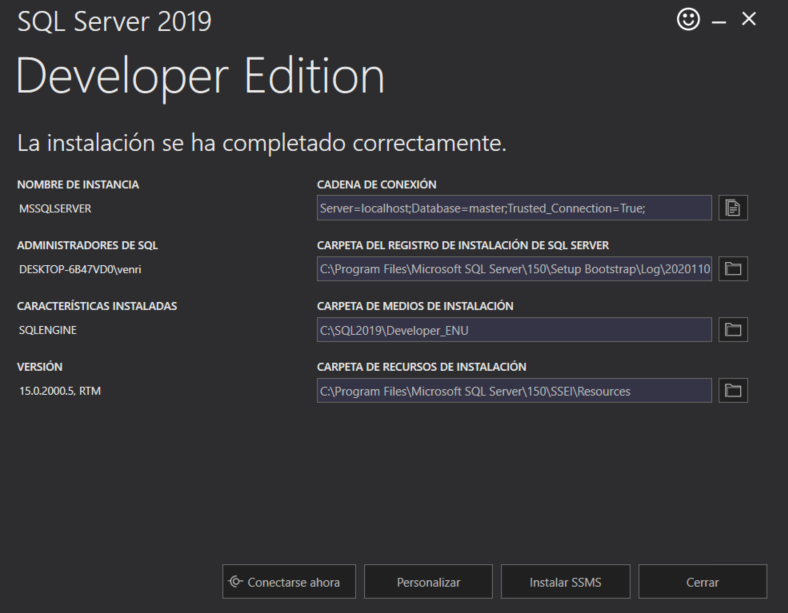 SQL Server 2019
Developer Edition
La instalación se ha completado correctamente.
NOMBRE DE INSTANCIA
MSSQLSERVER
CADENA DE CONEXIÓN
Server=localhost;Database=master;Trusted_Connection=True;
ADMINISTRADORES DE SQL
DESKTOP-6B47VD0\venri
CARPETA DEL REGISTRO DE INSTALACIÓN DE SQL SERVER
C:\Program Files\Microsoft SQL Server\150\Setup Bootstrap\Log\2020110
CARACTERÍSTICAS INSTALADAS
SQLENGINE
CARPETA DE MEDIOS DE INSTALACIÓN
C:\SQL2019\Developer_ENU
VERSIÓN
15.0.2000.5, RTM
CARPETA DE RECURSOS DE INSTALACIÓN
C:\Program Files\Microsoft SQL Server\150\SSEI\Resources
Conectarse ahora
Personalizar
Instalar SSMS
Cerrar